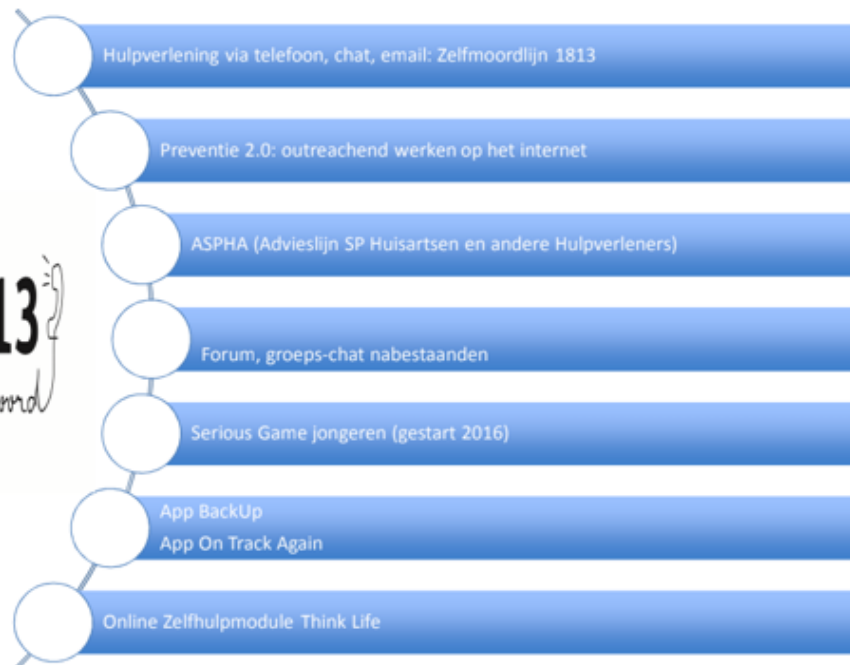 Hulpverlening via telefoon, chat, email: Zelfmoordlijn 1813
Preventie 2.0: outreachend werken op het internet
ASPHA (Advieslijn SP Huisartsen en andere Hulpverleners)
13
Forum, groeps-chat nabestaanden
Serious Game jongeren (gestart 2016)
App BackUp
App On Track Again
Online Zelfhulpmodule Think Life